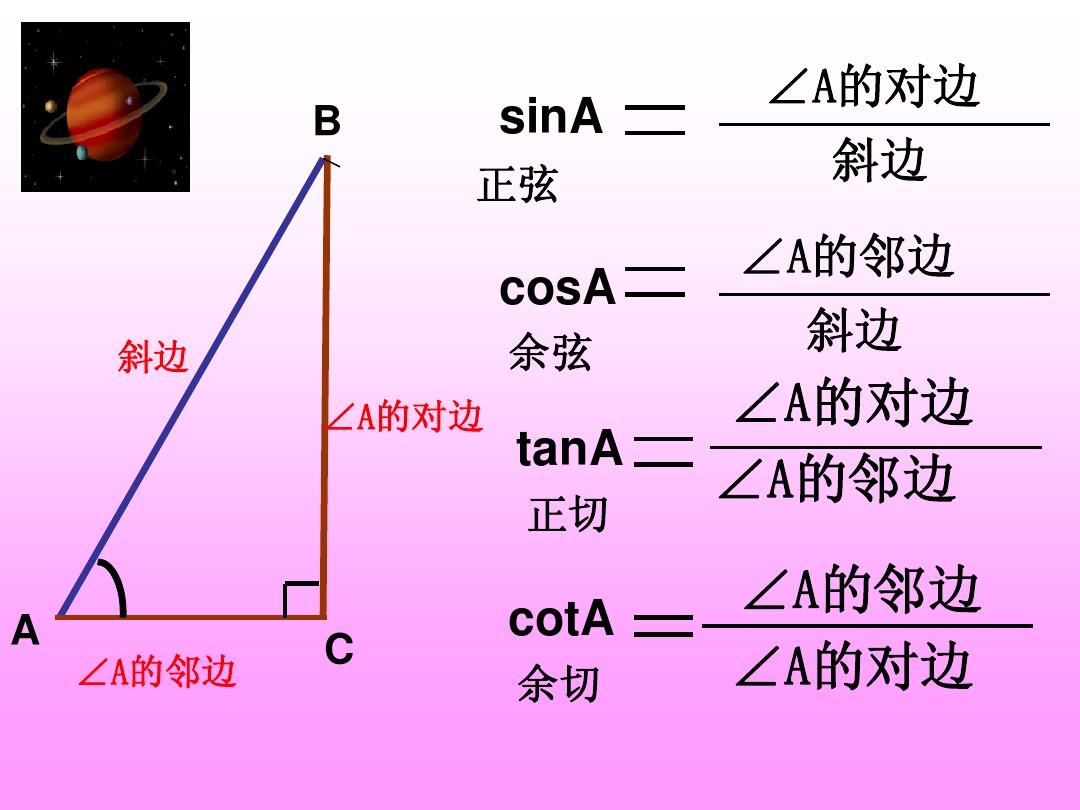 B
斜边
∠A的对边
A
C
∠A的邻边
sinA = ∠A的对边
斜边
正弦
cosA = ∠A的邻边
斜边
余弦
tanA = ∠A的对边
∠A的邻边
正切
cotA = ∠A的邻边
∠A的对边
余切